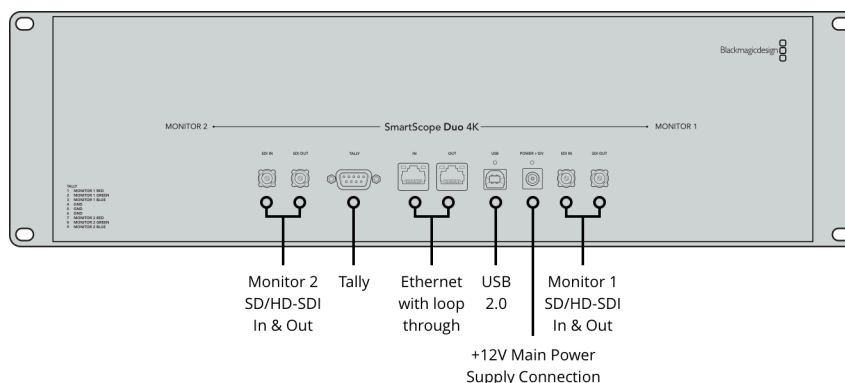 Blackmagicdesign
MONITOR 2
SmartScope Duo 4K
MONITOR 1
SDI IN
SDI OUT
TALLY
IN
OUT
USB
POWER +12V
SDI IN
SDI OUT
TALLY
1 MONITOR 1 RED
2 MONITOR 1 GREEN
3 MONITOR 1 BLUE
4 GND
5 GND
6 GND
7 MONITOR 2 RED
8 MONITOR 2 GREEN
9 MONITOR 2 BLUE
Monitor 2
SD/HD-SDI
In & Out
Tally
Ethernet
with loop
through
USB
2.0
+12V Main Power
Supply Connection
Monitor 1
SD/HD-SDI
In & Out